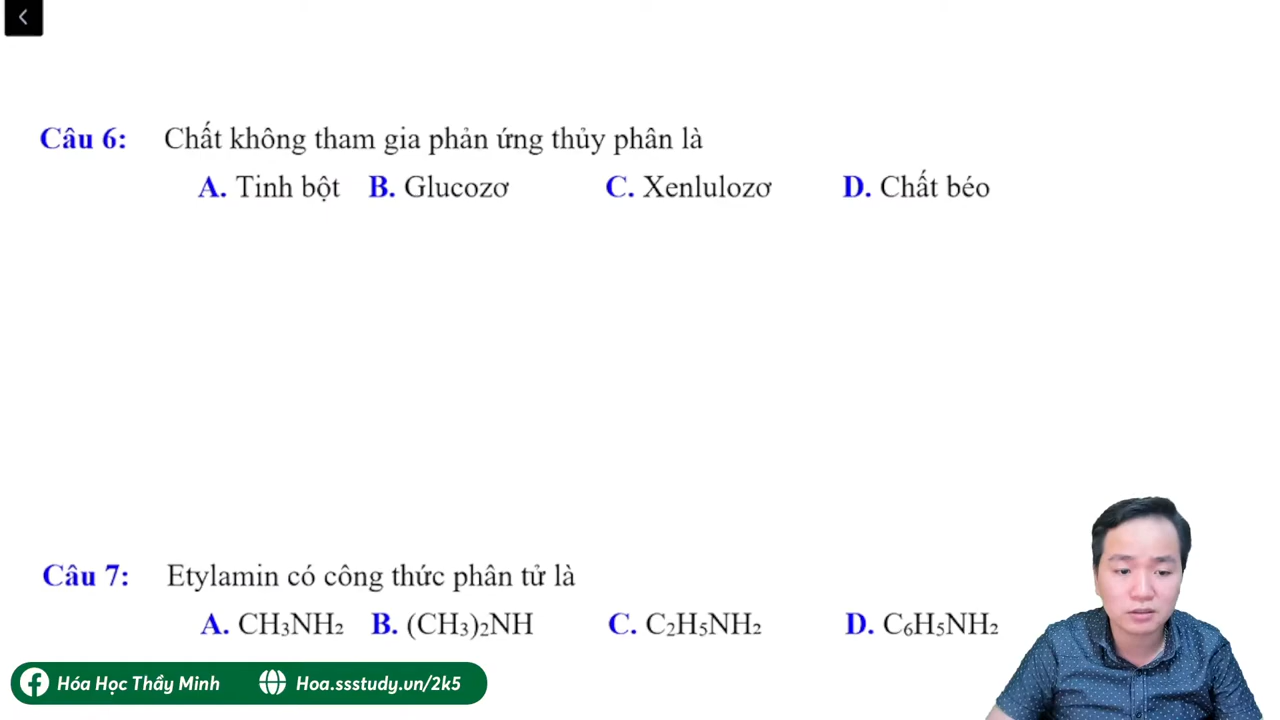 Câu 6: Chất không tham gia phản ứng thủy phân là
A. Tinh bột B. Glucozơ C. Xenlulozơ D. Chất béo
Câu 7: Etylamin có công thức phân tử là
A. CH₃NH₂ B. (CH₃)₂NH C. C₂H₅NH₂ D. C₆H₅NH₂
Hóa Học Thầy Minh Hoa.ssstudy.vn/2k5